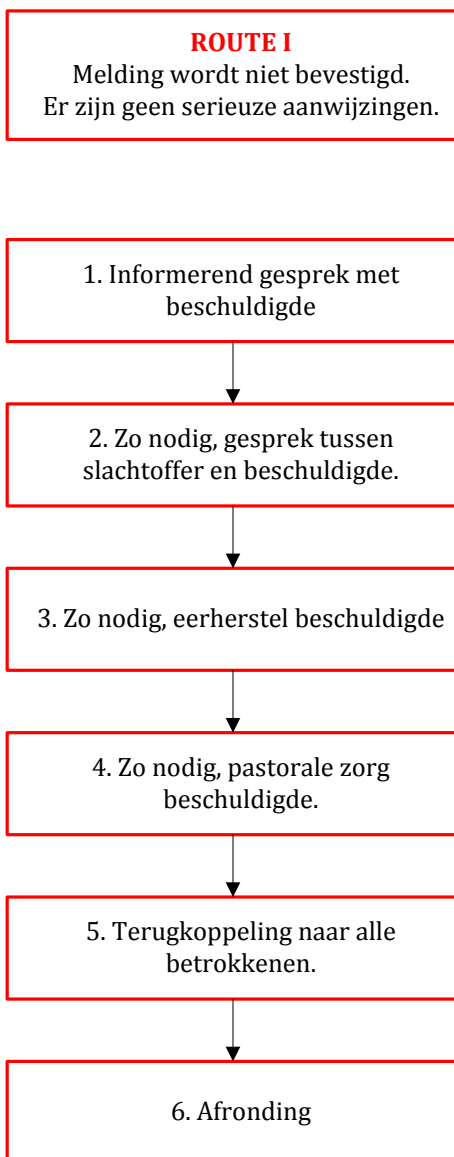 ROUTE I
Melding wordt niet bevestigd.
Er zijn geen serieuze aanwijzingen.
1. Informerend gesprek met
beschuldigde
2. Zo nodig, gesprek tussen
slachtoffer en beschuldigde.
3. Zo nodig, eerherstel beschuldigde
4. Zo nodig, pastorale zorg
beschuldigde.
5. Terugkoppeling naar alle
betrokkenen.
6. Afronding